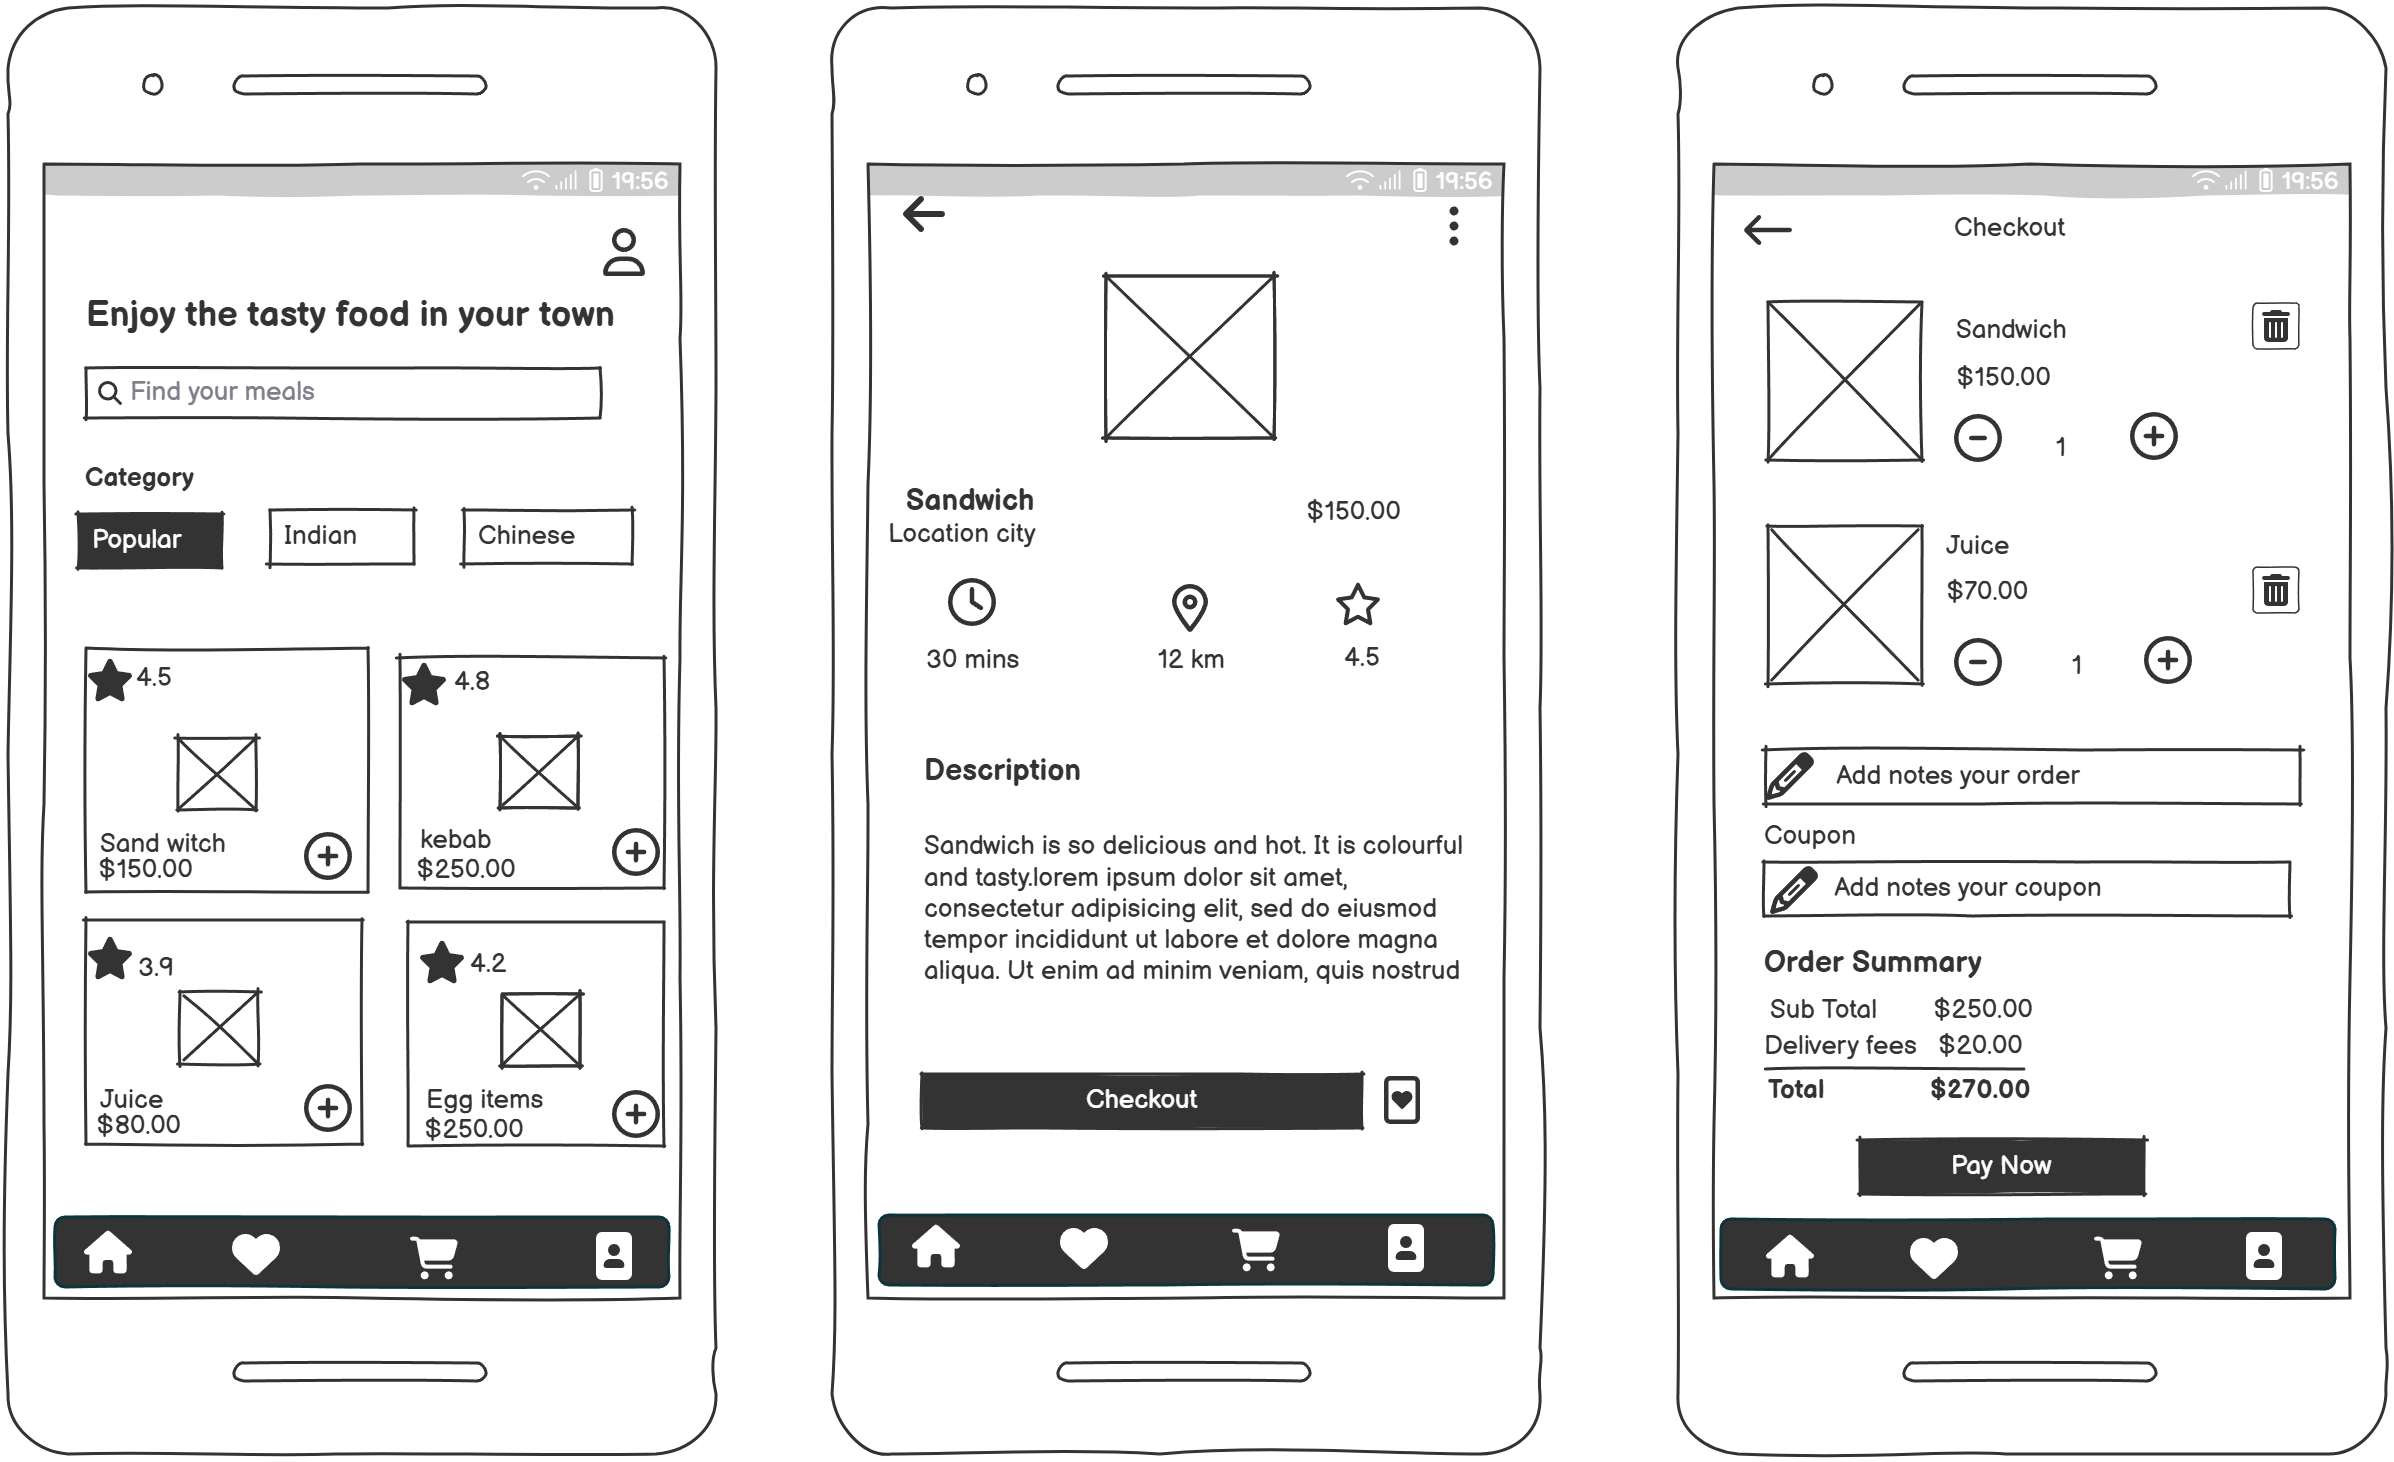 19:56
Enjoy the tasty food in your town
Find your meals
Category
Popular
Indian
Chinese
4.5
4.8
Sand witch
$150.00
kebab
$250.00
3.9
4.2
Juice
$80.00
Egg items
$250.00
19:56
Sandwich
$150.00
Location city
30 mins
12 km
4.5
Description
Sandwich is so delicious and hot. It is colourful
and tasty.lorem ipsum dolor sit amet,
consectetur adipisicing elit, sed do eiusmod
tempor incididunt ut labore et dolore magna
aliqua. Ut enim ad minim veniam, quis nostrud
Checkout
19:56
Checkout
Sandwich
$150.00
1
Juice
$70.00
1
Add notes your order
Coupon
Add notes your coupon
Order Summary
Sub Total $250.00
Delivery fees $20.00
Total $270.00
Pay Now